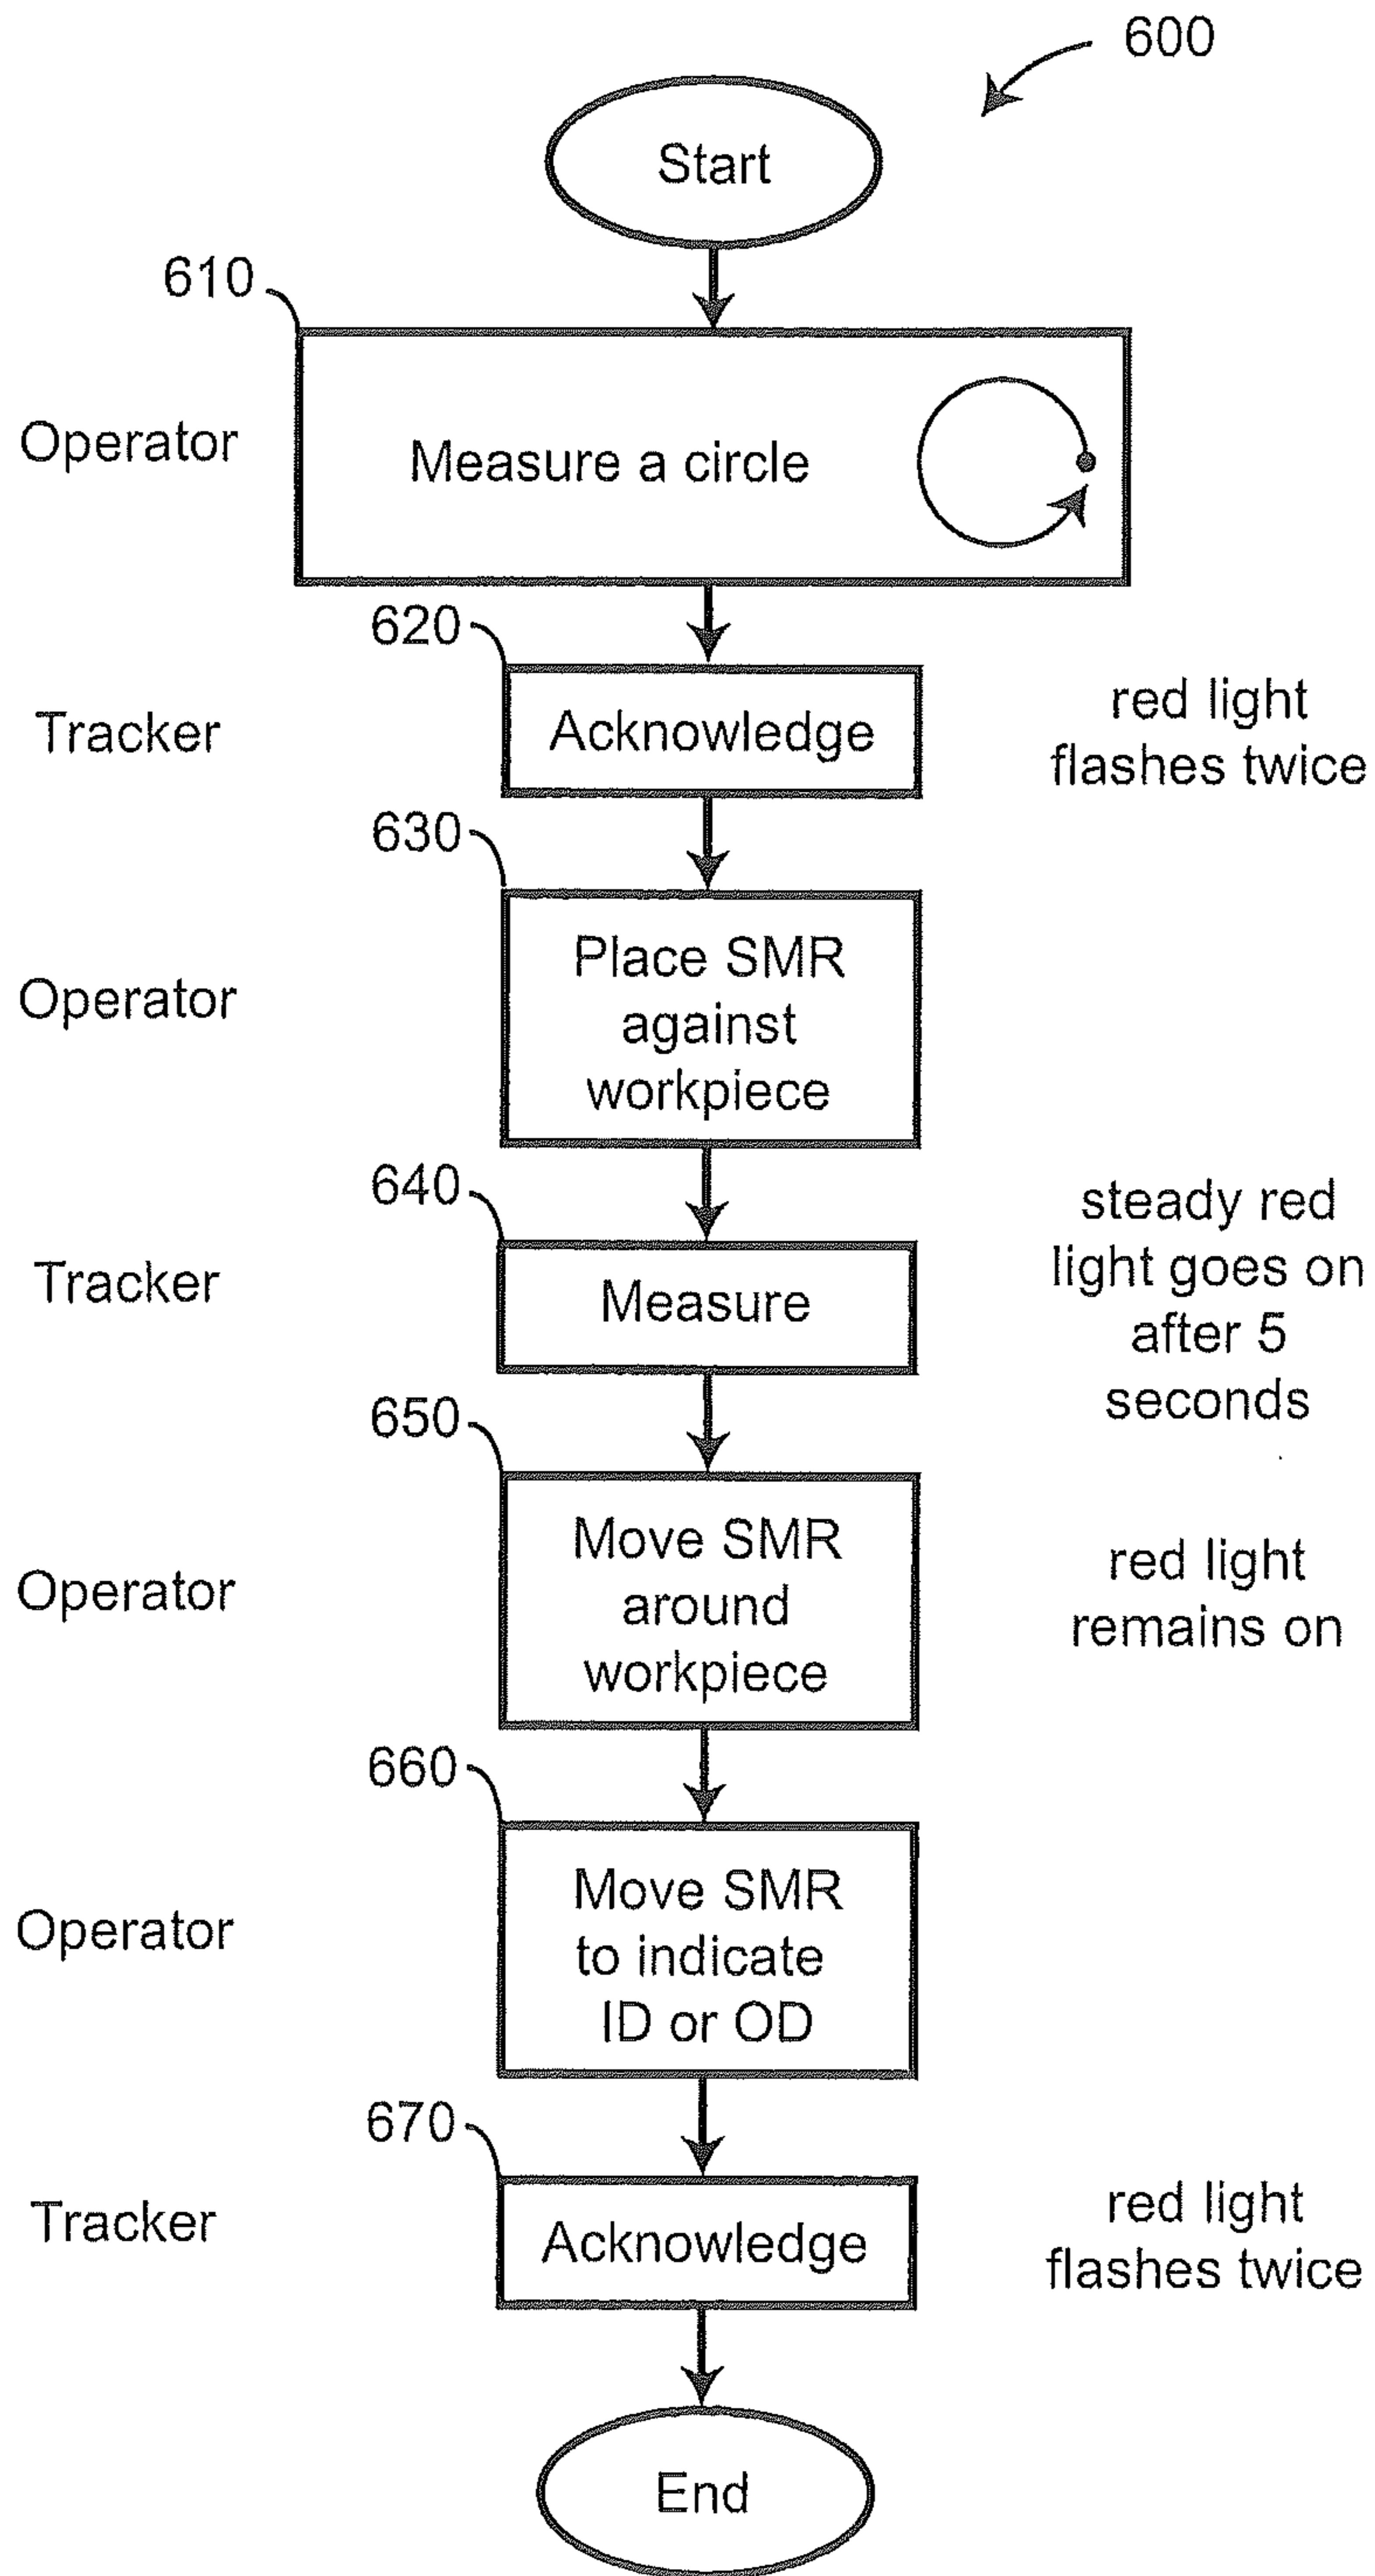 600
Start
610
Operator
Measure a circle
620
Tracker
Acknowledge
red light
flashes twice
630
Operator
Place SMR
against
workpiece
640
Tracker
Measure
steady red
light goes on
after 5
seconds
650
Operator
Move SMR
around
workpiece
red light
remains on
660
Operator
Move SMR
to indicate
ID or OD
670
Tracker
Acknowledge
red light
flashes twice
End